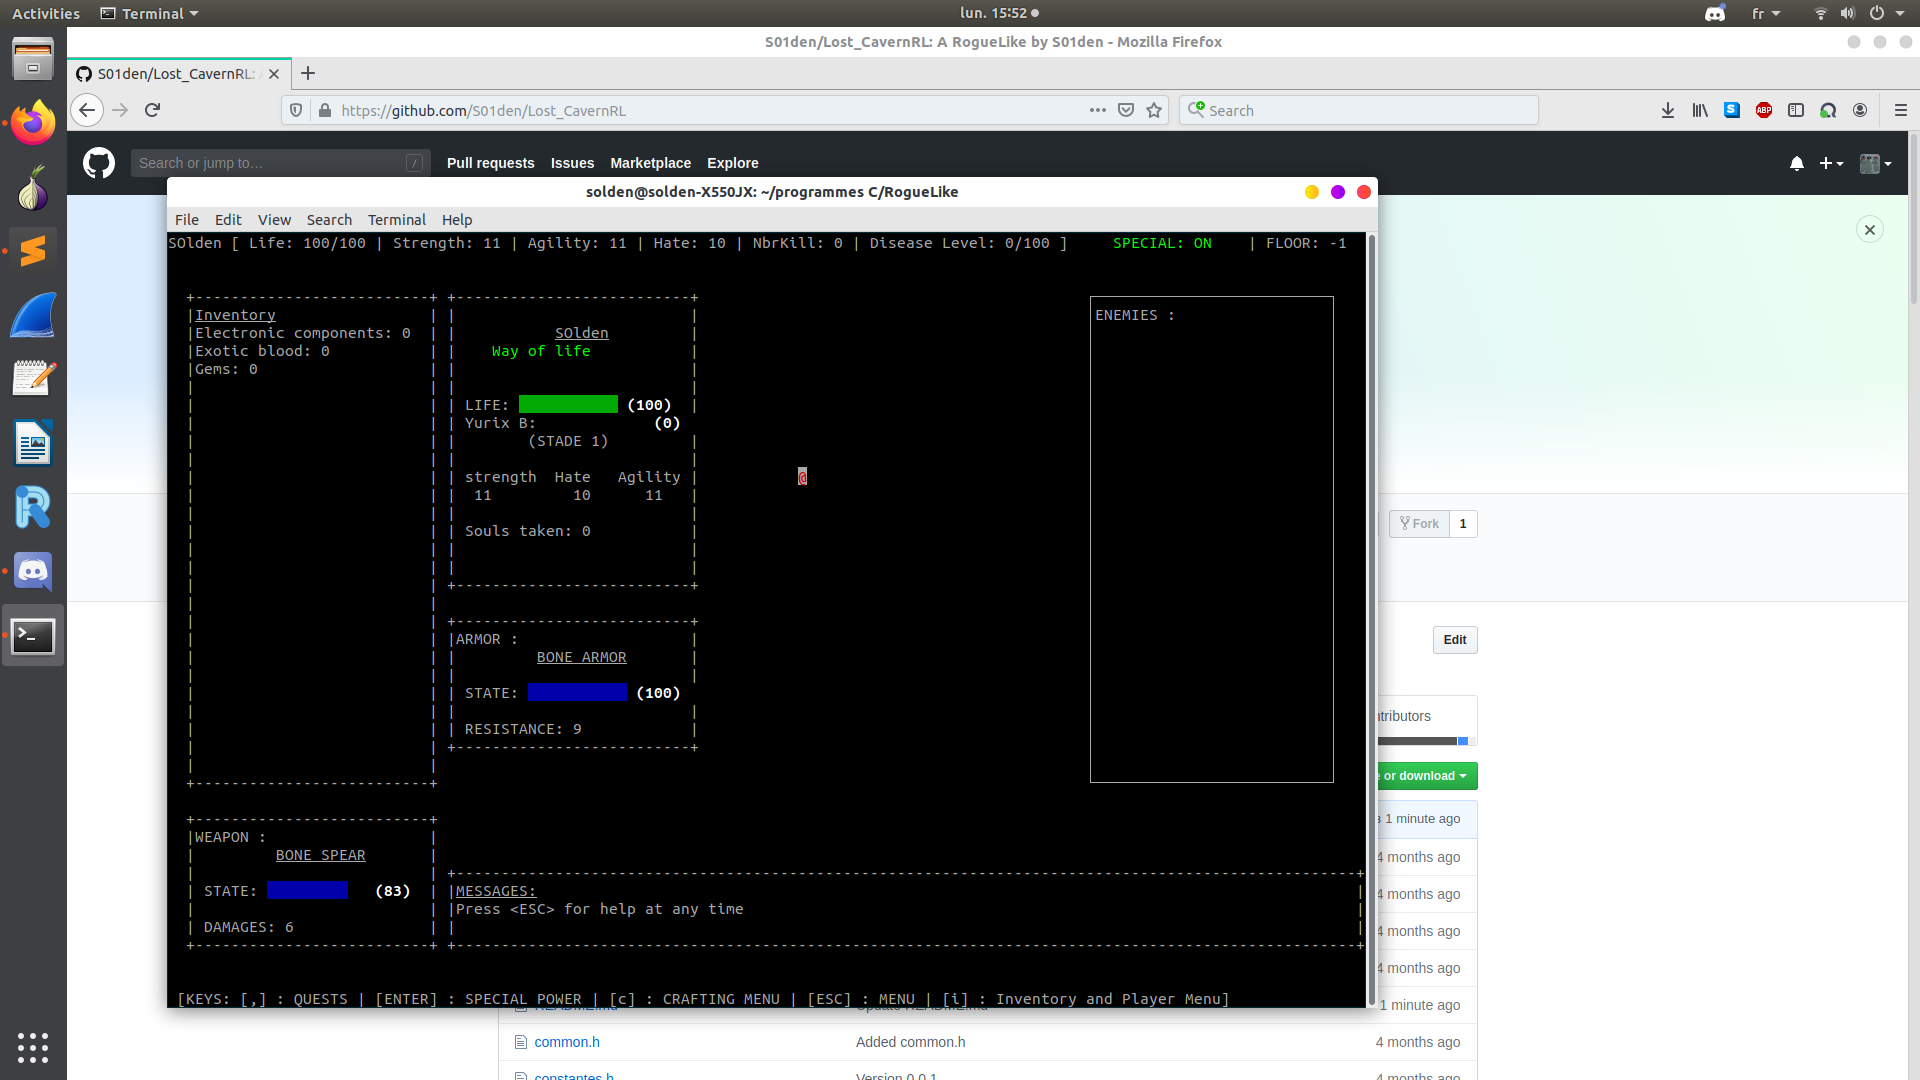 Activities Terminal lun. 15:52 fr
S01den/Lost_CavernRL: A RogueLike by S01den - Mozilla Firefox
S01den/Lost_CavernRL:
https://github.com/S01den/Lost_CavernRL Search
Search or jump to… / Pull requests Issues Marketplace Explore
solden@solden-X550JX: ~/programmes C/RogueLike
File Edit View Search Terminal Help
SOlden [ Life: 100/100 | Strength: 11 | Agility: 11 | Hate: 10 | NbrKill: 0 | Disease Level: 0/100 ] SPECIAL: ON | FLOOR: -1
Inventory
Electronic components: 0
Exotic blood: 0
Gems: 0
SOlden
Way of life
LIFE: (100)
Yurix B: (0)
(STADE 1)
strength Hate Agility
11 10 11
Souls taken: 0
ARMOR :
BONE ARMOR
STATE: (100)
RESISTANCE: 9
WEAPON :
BONE SPEAR
STATE: (83)
DAMAGES: 6
@
ENEMIES :
MESSAGES:
Press <ESC> for help at any time
[KEYS: [,] : QUESTS | [ENTER] : SPECIAL POWER | [c] : CRAFTING MENU | [ESC] : MENU | [i] : Inventory and Player Menu]
Fork 1
Edit
tributors
e or download
1 minute ago
4 months ago
4 months ago
4 months ago
4 months ago
1 minute ago
common.h Added common.h 4 months ago
constantes.h Version 0.0.1 4 months ago